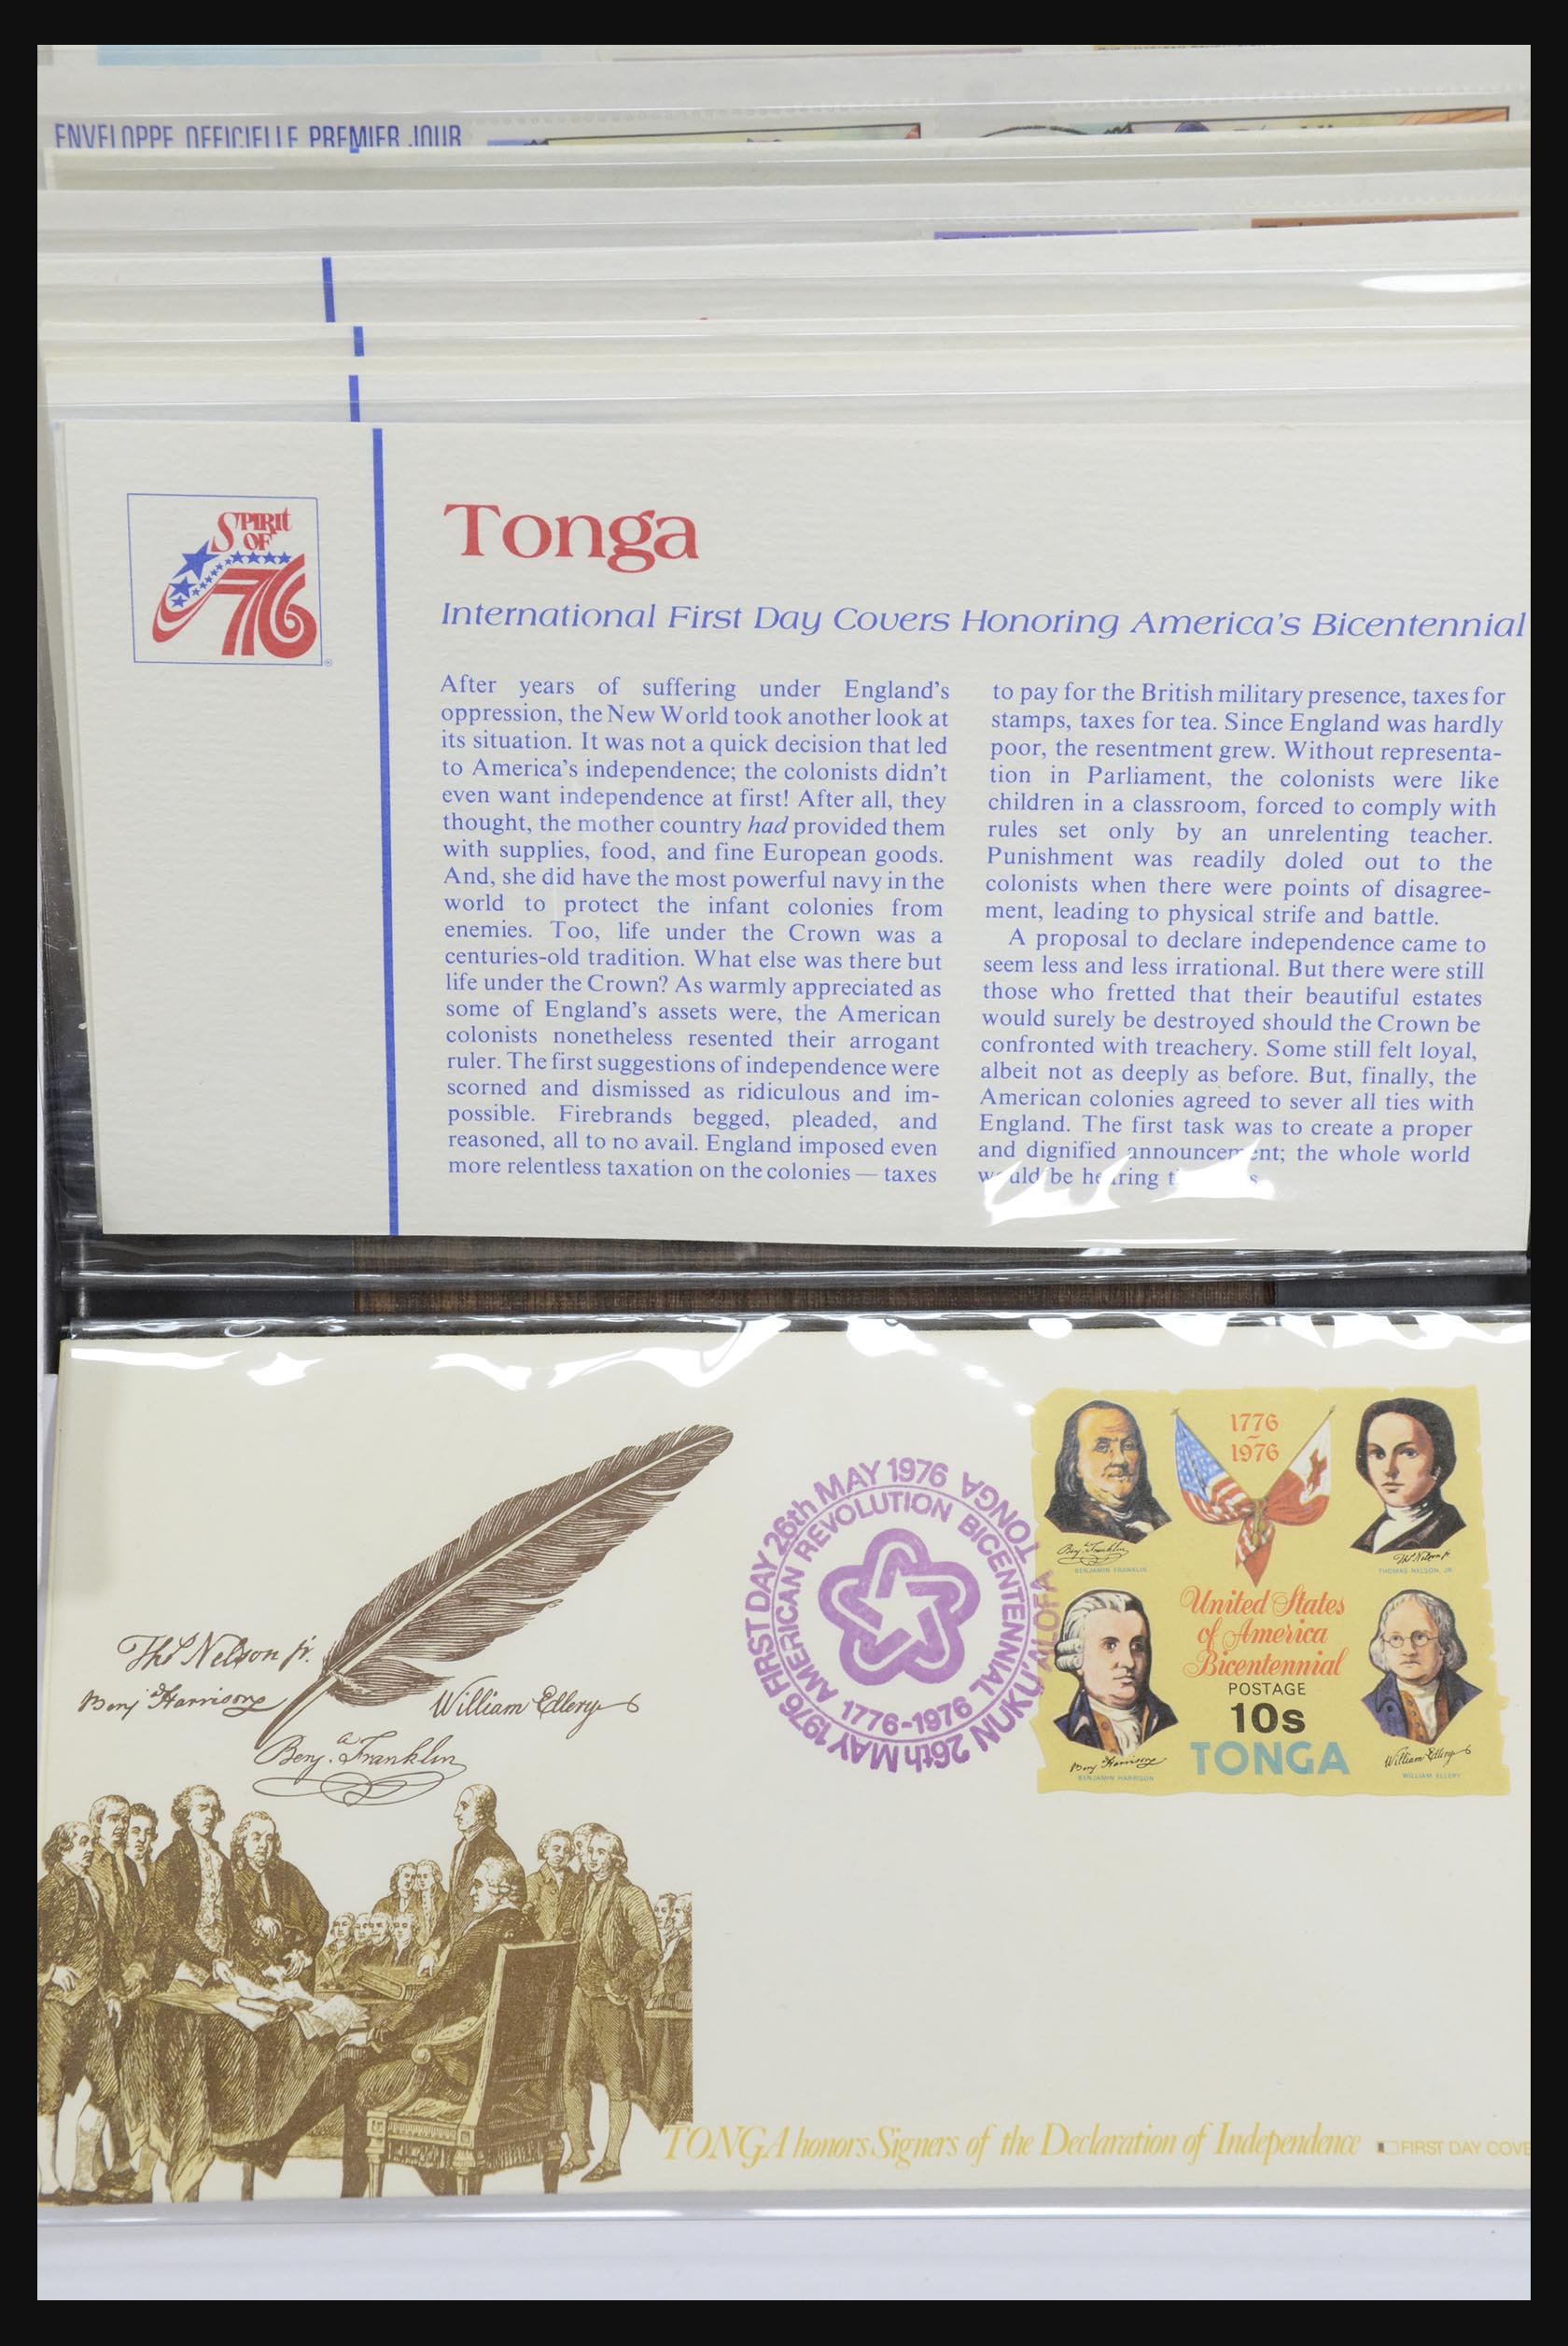 ENVELOPPE OFFICIELLE PREMIER JOUR
SPIRIT
OF
'76
®
Tonga
International First Day Covers Honoring America's Bicentennial
After years of suffering under England's
oppression, the New World took another look at
its situation. It was not a quick decision that led
to America's independence; the colonists didn't
even want independence at first! After all, they
thought, the mother country had provided them
with supplies, food, and fine European goods.
And, she did have the most powerful navy in the
world to protect the infant colonies from
enemies. Too, life under the Crown was a
centuries-old tradition. What else was there but
life under the Crown? As warmly appreciated as
some of England's assets were, the American
colonists nonetheless resented their arrogant
ruler. The first suggestions of independence were
scorned and dismissed as ridiculous and im-
possible. Firebrands begged, pleaded, and
reasoned, all to no avail. England imposed even
more relentless taxation on the colonies — taxes
to pay for the British military presence, taxes for
stamps, taxes for tea. Since England was hardly
poor, the resentment grew. Without representa-
tion in Parliament, the colonists were like
children in a classroom, forced to comply with
rules set only by an unrelenting teacher.
Punishment was readily doled out to the
colonists when there were points of disagree-
ment, leading to physical strife and battle.
A proposal to declare independence came to
seem less and less irrational. But there were still
those who fretted that their beautiful estates
would surely be destroyed should the Crown be
confronted with treachery. Some still felt loyal,
albeit not as deeply as before. But, finally, the
American colonies agreed to sever all ties with
England. The first task was to create a proper
and dignified announcement; the whole world
would be hearing
Thos Nelson jr.
Benj Harrison
William Ellery
Benj. Franklin
FIRST DAY 26th MAY 1976 NUKU'ALOFA TONGA 26th MAY 1976
AMERICAN REVOLUTION BICENTENNIAL 1776-1976
1776
-
1976
Benj. Franklin
BENJAMIN FRANKLIN
Thos Nelson jr
THOMAS NELSON, JR.
United States
of America
Bicentennial
POSTAGE
10s
TONGA
Benj Harrison
BENJAMIN HARRISON
William Ellery
WILLIAM ELLERY
TONGA honors Signers of the Declaration of Independence
FIRST DAY COVE